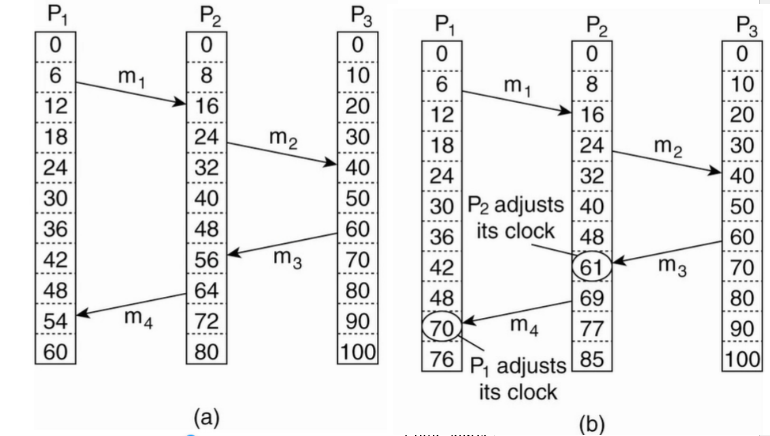 P1 P2 P3
0 0 0
6 8 10
m1
12 16 20
18 24 30
m2
24 32 40
30 40 50
36 48 60
42 56 70
m3
48 64 80
54 72 90
m4
60 80 100
(a)
P1 P2 P3
0 0 0
6 8 10
m1
12 16 20
18 24 30
m2
24 32 40
30 40 50
P2 adjusts
its clock
36 48 60
42 61 70
m3
48 69 80
70 77 90
m4
76 85 100
P1 adjusts
its clock
(b)